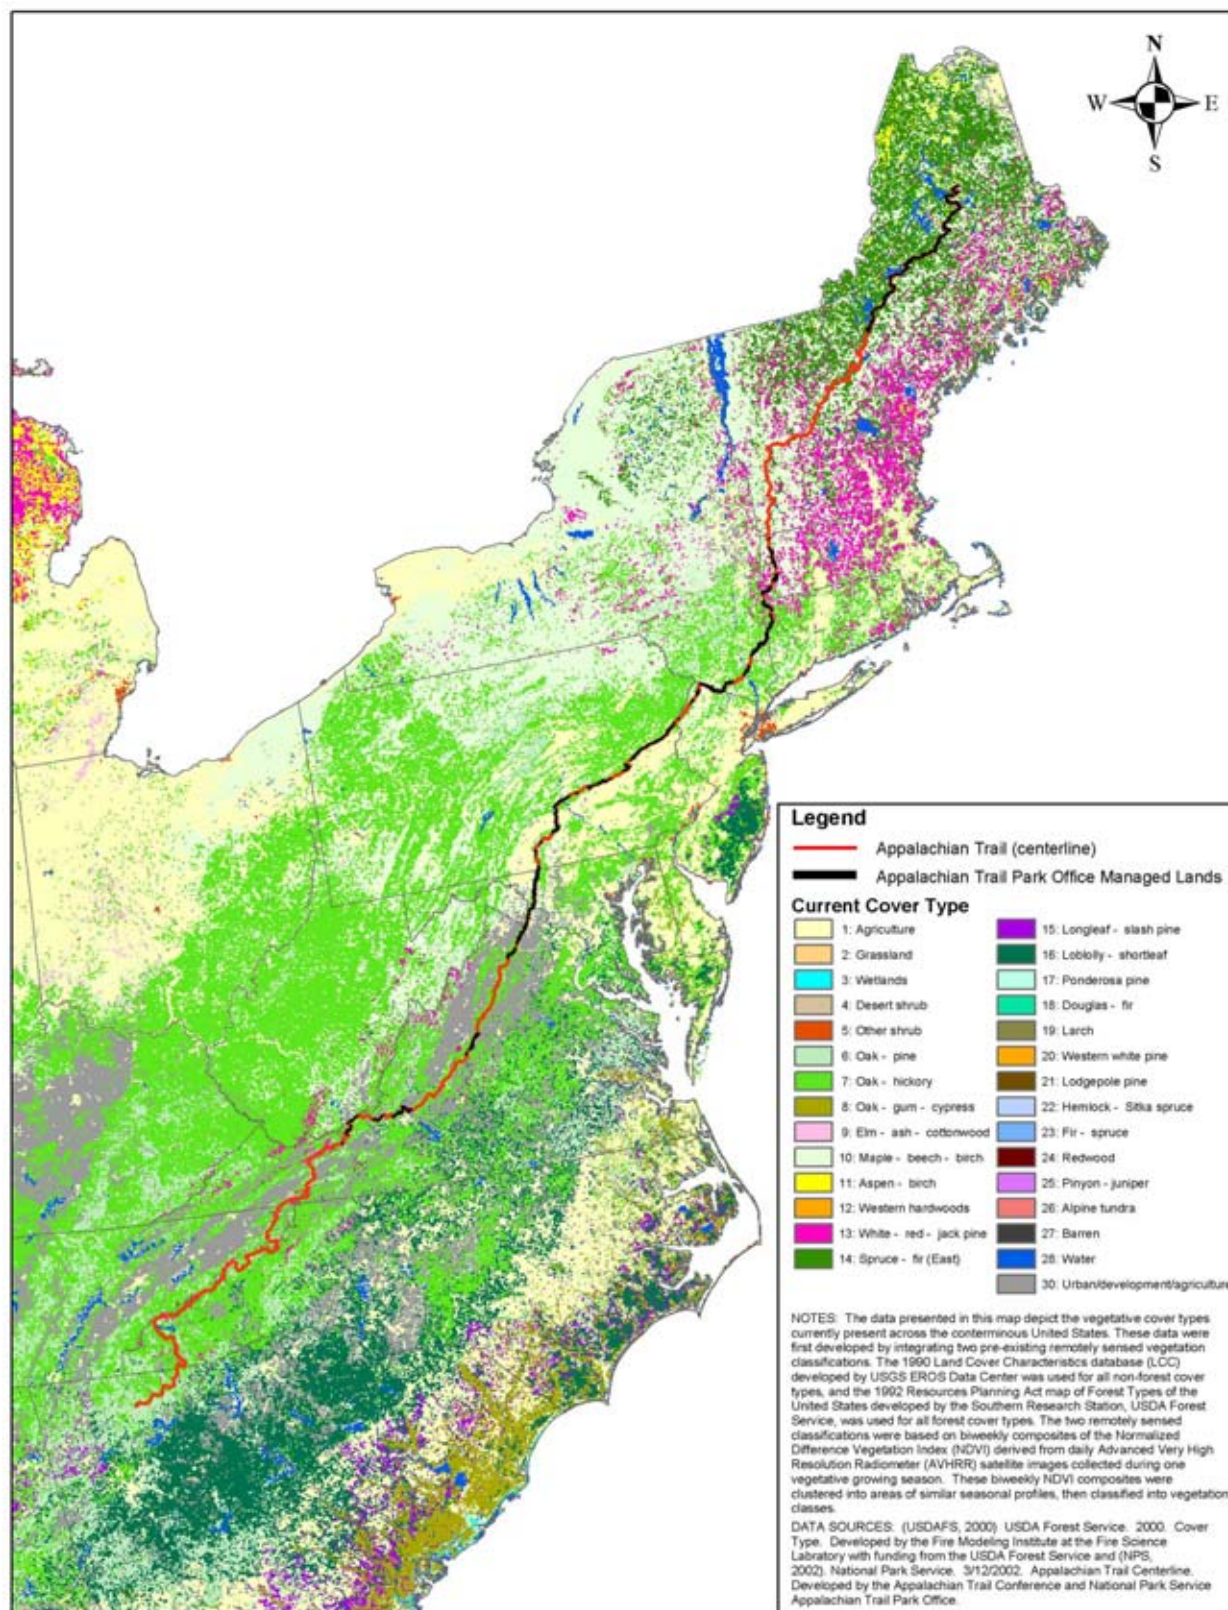 N
W E
S
Legend
Appalachian Trail (centerline)
Appalachian Trail Park Office Managed Lands
Current Cover Type
1: Agriculture
2: Grassland
3: Wetlands
4: Desert shrub
5: Other shrub
6: Oak - pine
7: Oak - hickory
8: Oak - gum - cypress
9: Elm - ash - cottonwood
10: Maple - beech - birch
11: Aspen - birch
12: Western hardwoods
13: White - red - jack pine
14: Spruce - fir (East)
15: Longleaf - slash pine
16: Loblolly - shortleaf
17: Ponderosa pine
18: Douglas - fir
19: Larch
20: Western white pine
21: Lodgepole pine
22: Hemlock - Sitka spruce
23: Fir - spruce
24: Redwood
25: Pinyon - juniper
26: Alpine tundra
27: Barren
28: Water
30: Urban/development/agriculture
NOTES: The data presented in this map depict the vegetative cover types
currently present across the conterminous United States. These data were
first developed by integrating two pre-existing remotely sensed vegetation
classifications. The 1990 Land Cover Characteristics database (LCC)
developed by USGS EROS Data Center was used for all non-forest cover
types, and the 1992 Resources Planning Act map of Forest Types of the
United States developed by the Southern Research Station, USDA Forest
Service, was used for all forest cover types. The two remotely sensed
classifications were based on biweekly composites of the Normalized
Difference Vegetation Index (NDVI) derived from daily Advanced Very High
Resolution Radiometer (AVHRR) satellite images collected during one
vegetative growing season. These biweekly NDVI composites were
clustered into areas of similar seasonal profiles, then classified into vegetation
classes.
DATA SOURCES: (USDAFS, 2000) USDA Forest Service. 2000. Cover
Type. Developed by the Fire Modeling Institute at the Fire Science
Labratory with funding from the USDA Forest Service and (NPS,
2002). National Park Service. 3/12/2002. Appalachian Trail Centerline.
Developed by the Appalachian Trail Conference and National Park Service
Appalachian Trail Park Office.